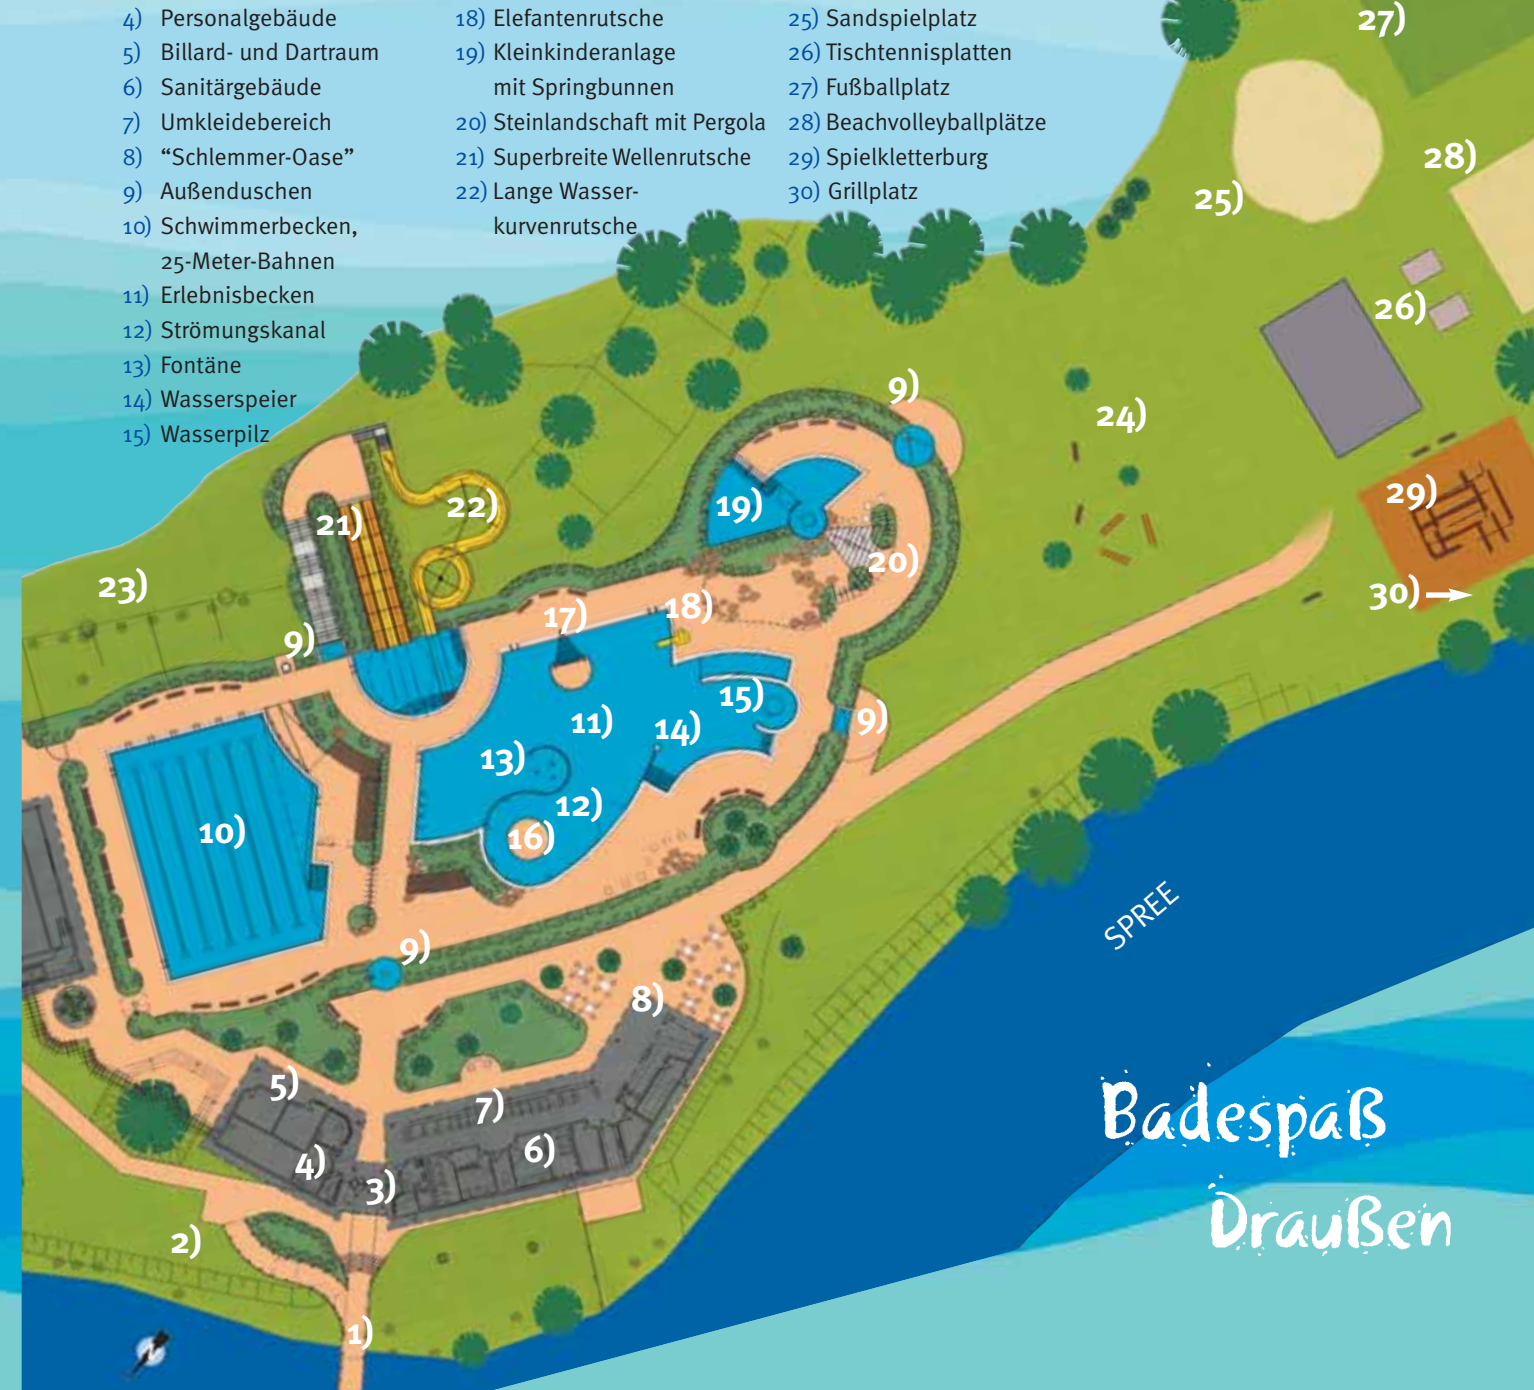 4) Personalgebäude
5) Billard- und Dartraum
6) Sanitärgebäude
7) Umkleidebereich
8) “Schlemmer-Oase”
9) Außenduschen
10) Schwimmerbecken,
25-Meter-Bahnen
11) Erlebnisbecken
12) Strömungskanal
13) Fontäne
14) Wasserspeier
15) Wasserpilz
18) Elefantenrutsche
19) Kleinkinderanlage
mit Springbunnen
20) Steinlandschaft mit Pergola
21) Superbreite Wellenrutsche
22) Lange Wasser-
kurvenrutsche
25) Sandspielplatz
26) Tischtennisplatten
27) Fußballplatz
28) Beachvolleyballplätze
29) Spielkletterburg
30) Grillplatz
27)
28)
25)
26)
9)
24)
29)
22)
19)
21)
20)
23)
30)
18)
17)
9)
15)
9)
11)
14)
13)
12)
10)
16)
SPREE
9)
8)
5)
7)
6)
4)
3)
2)
1)
Badespaß
Draußen